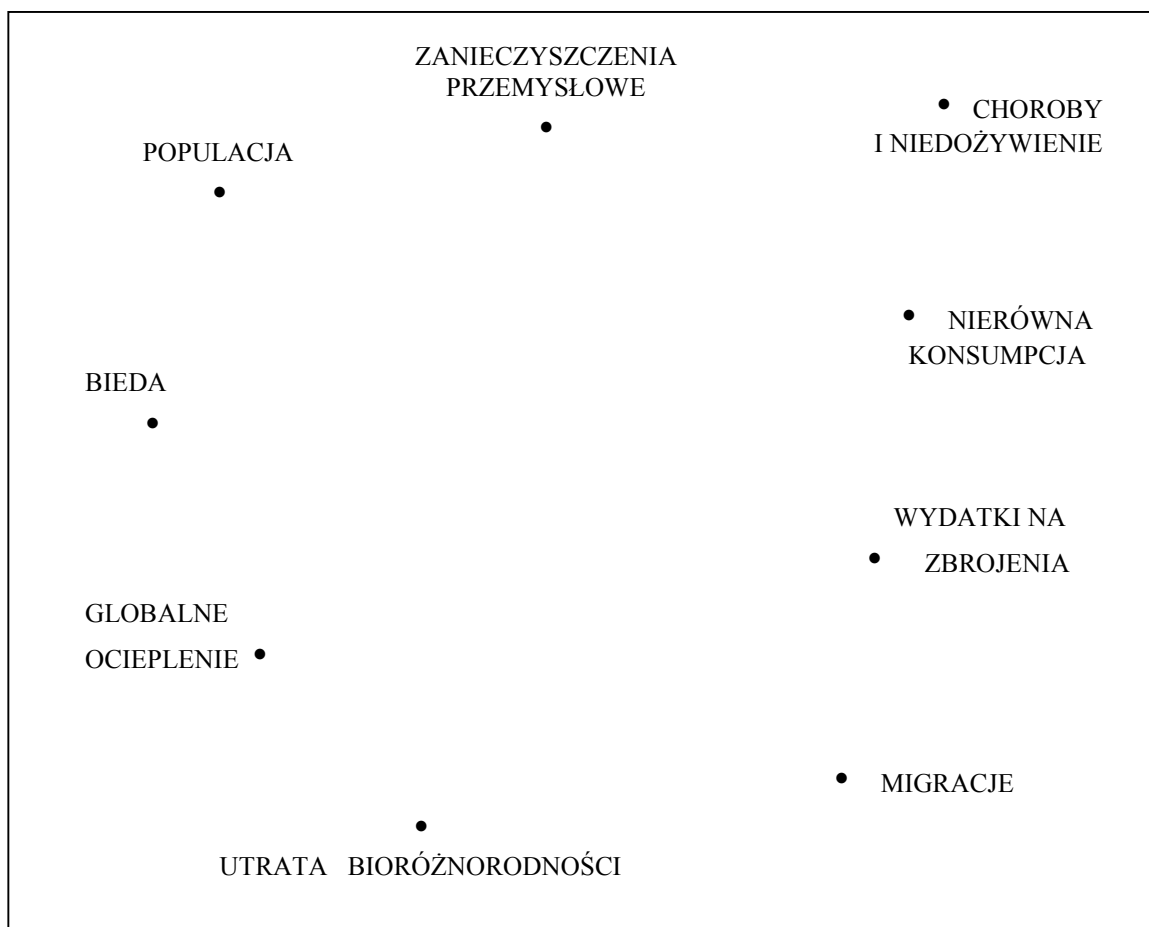 ZANIECZYSZCZENIA
PRZEMYSŁOWE
• CHOROBY
I NIEDOŻYWIENIE
POPULACJA
•
•
• NIERÓWNA
KONSUMPCJA
BIEDA
•
WYDATKI NA
• ZBROJENIA
GLOBALNE
OCIEPLENIE •
• MIGRACJE
•
UTRATA BIORÓŻNORODNOŚCI